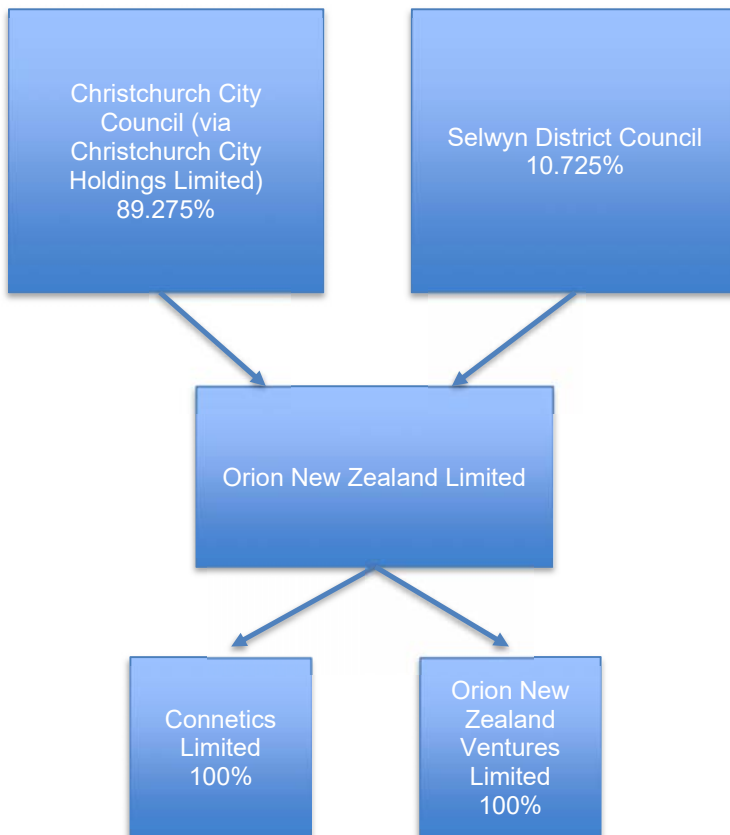 Christchurch City
Council (via
Christchurch City
Holdings Limited)
89.275%
Selwyn District Council
10.725%
Orion New Zealand Limited
Connetics
Limited
100%
Orion New
Zealand
Ventures
Limited
100%